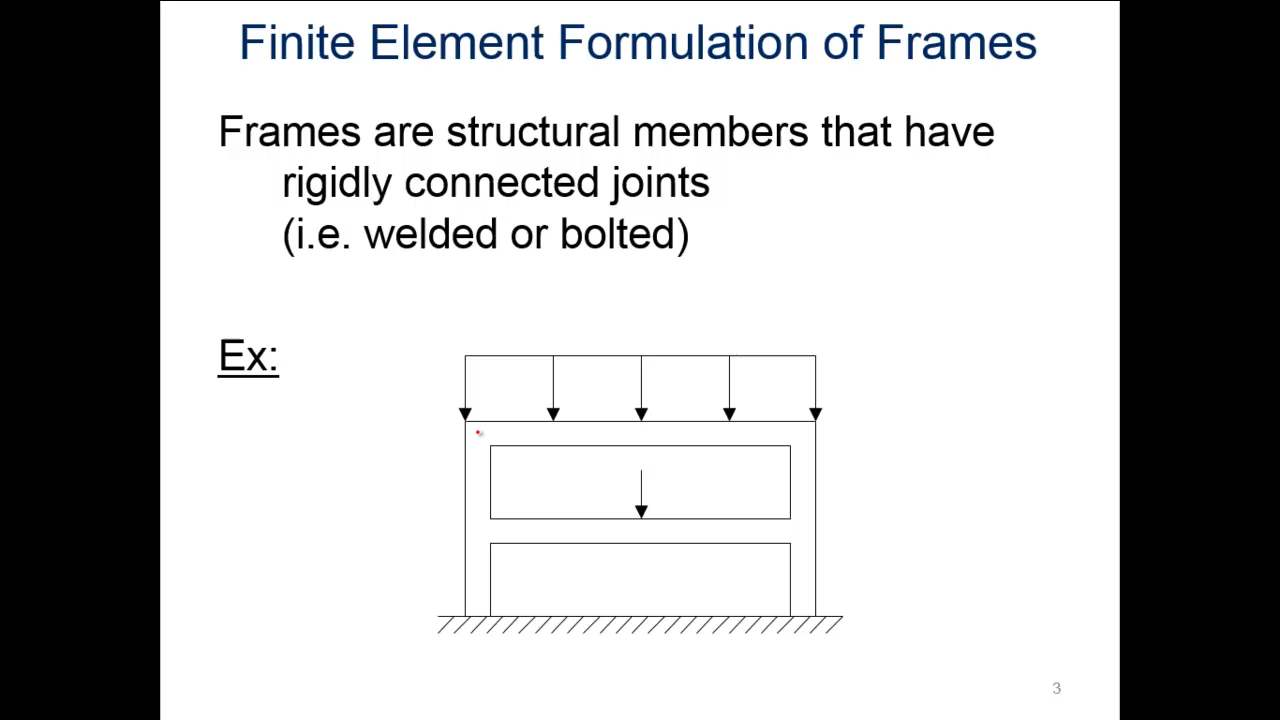 Finite Element Formulation of Frames
Frames are structural members that have
rigidly connected joints
(i.e. welded or bolted)
Ex:
3